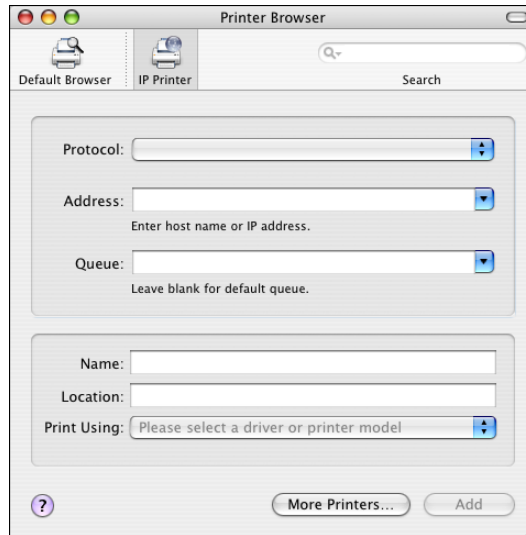 Printer Browser
Default Browser
IP Printer
Search
Protocol:
Address:
Enter host name or IP address.
Queue:
Leave blank for default queue.
Name:
Location:
Print Using: Please select a driver or printer model
? More Printers... Add